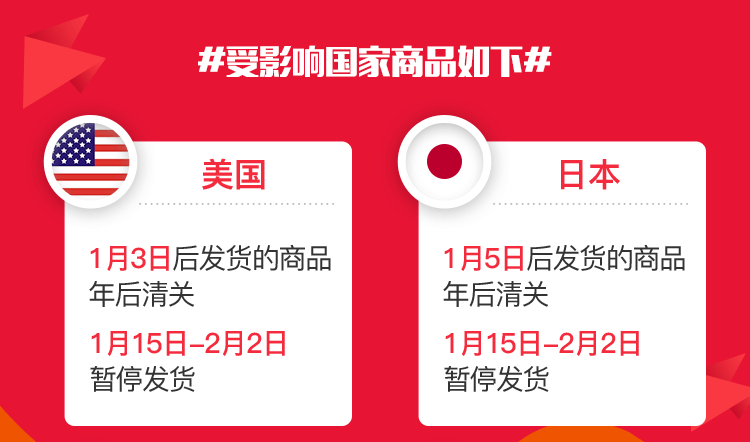 #受影响国家商品如下#
美国
1月3日后发货的商品
年后清关
1月15日-2月2日
暂停发货
日本
1月5日后发货的商品
年后清关
1月15日-2月2日
暂停发货